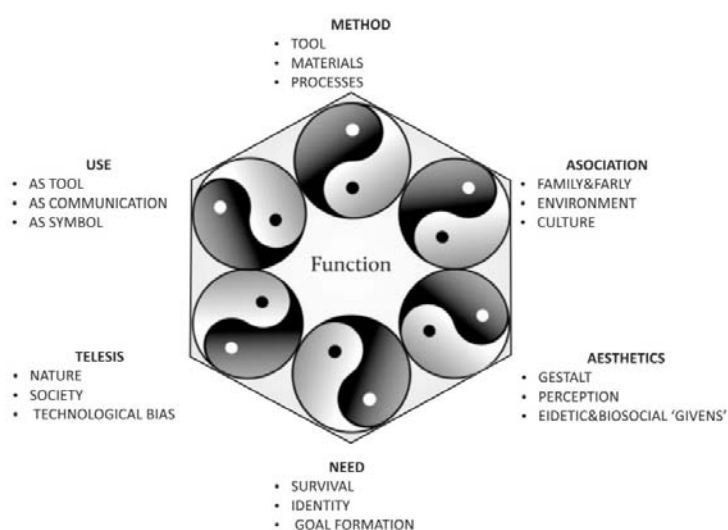 METHOD
• TOOL
• MATERIALS
• PROCESSES
USE
• AS TOOL
• AS COMMUNICATION
• AS SYMBOL
ASOCIATION
• FAMILY&FARLY
• ENVIRONMENT
• CULTURE
Function
TELESIS
• NATURE
• SOCIETY
• TECHNOLOGICAL BIAS
AESTHETICS
• GESTALT
• PERCEPTION
• EIDETIC&BIOSOCIAL ‘GIVENS’
NEED
• SURVIVAL
• IDENTITY
• GOAL FORMATION